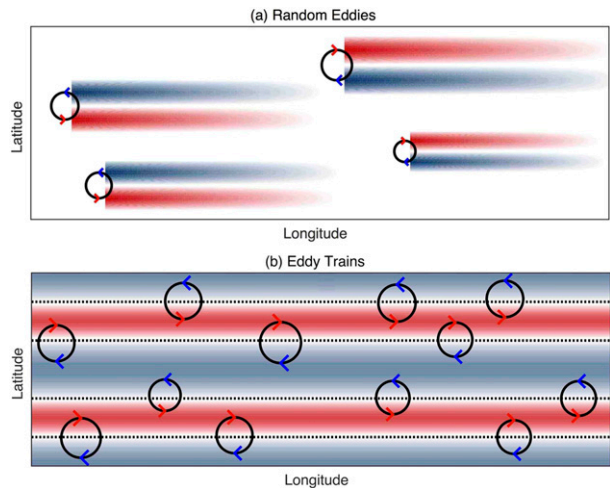 (a) Random Eddies
Latitude
Longitude
(b) Eddy Trains
Latitude
Longitude